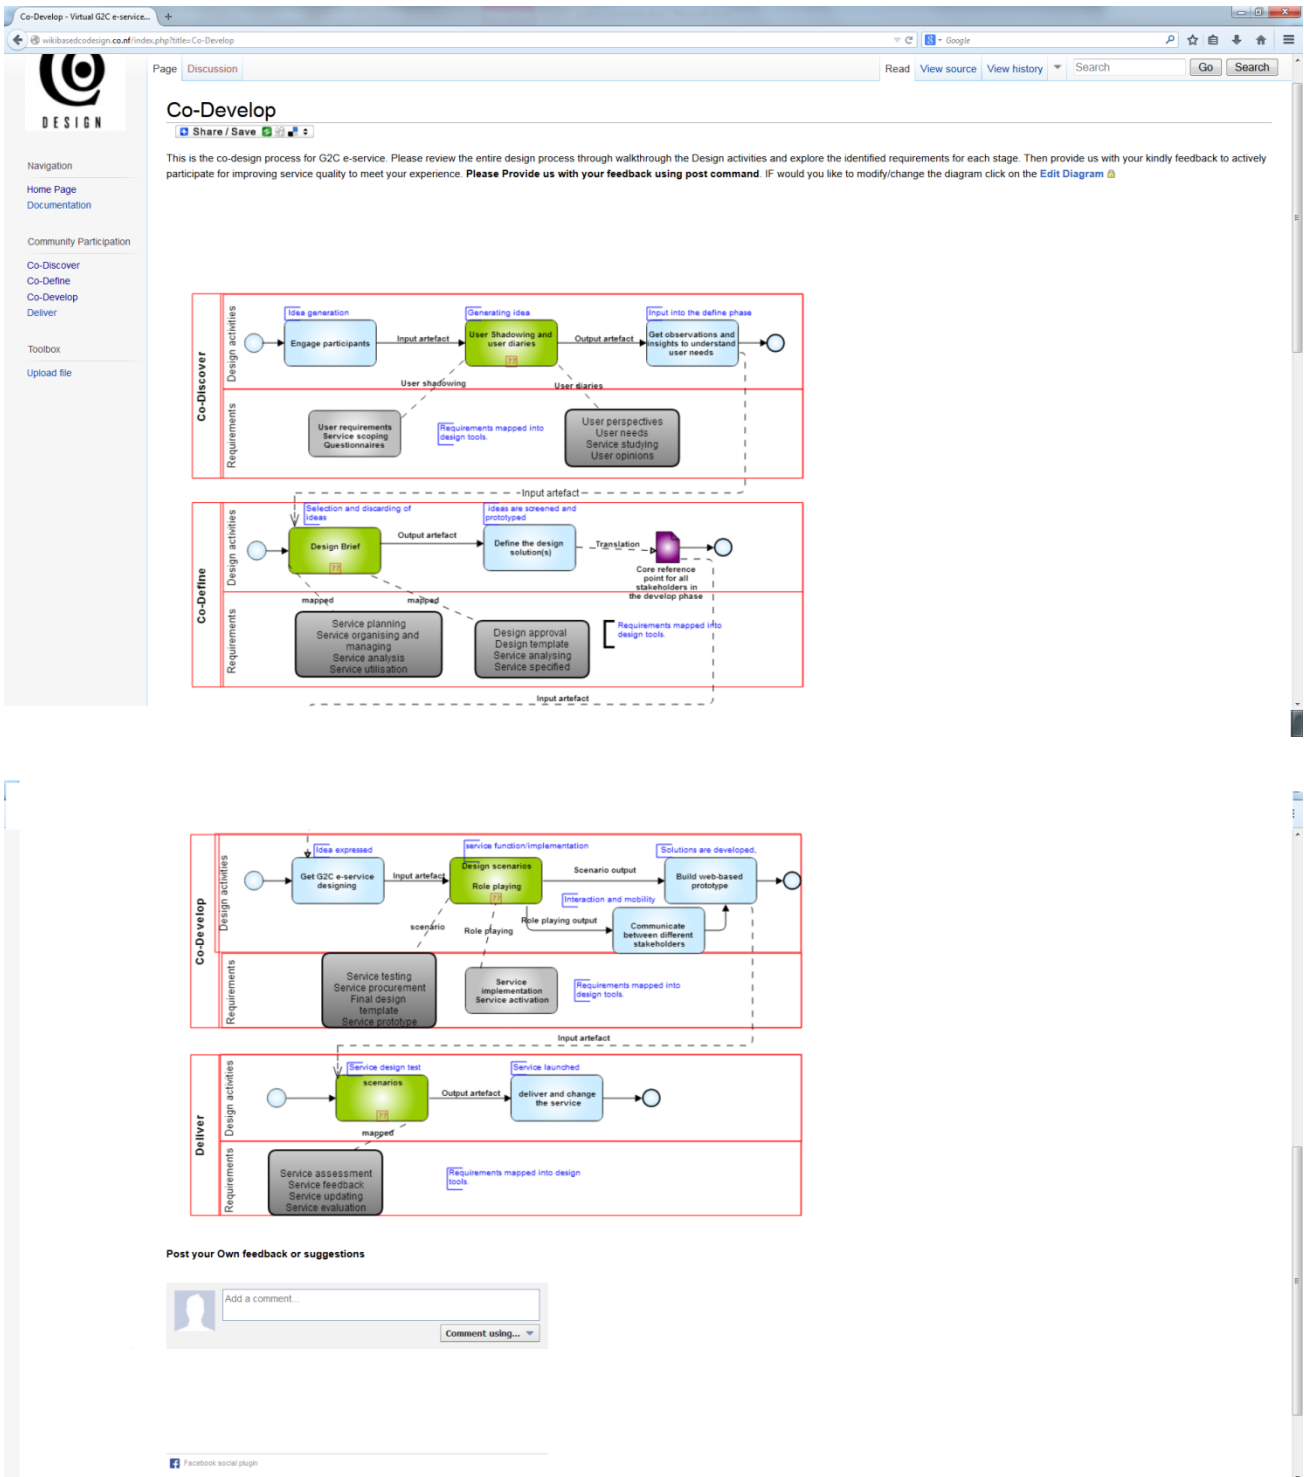 Co-Develop - Virtual G2C e-service...
wikibasedcodesign.co.nf/index.php?title=Co-Develop
Google
DESIGN
Page Discussion
Read View source View history Search Go Search
Co-Develop
Share / Save
This is the co-design process for G2C e-service. Please review the entire design process through walkthrough the Design activities and explore the identified requirements for each stage. Then provide us with your kindly feedback to actively
participate for improving service quality to meet your experience. Please Provide us with your feedback using post command. IF would you like to modify/change the diagram click on the Edit Diagram
Navigation
Home Page
Documentation
Community Participation
Co-Discover
Co-Define
Co-Develop
Deliver
Toolbox
Upload file
Co-Discover
Design activities
Idea generation
Engage participants
Input artefact
Generating idea
User Shadowing and
user diaries
??
Output artefact
Input into the define phase
Get observations and
insights to understand
user needs
User shadowing
User diaries
Requirements
User requirements
Service scoping
Questionnaires
Requirements mapped into
design tools.
User perspectives
User needs
Service studying
User opinions
Input artefact
Co-Define
Design activities
Selection and discarding of
ideas
Design Brief
??
Output artefact
ideas are screened and
prototyped
Define the design
solution(s)
Translation
Core reference
point for all
stakeholders in
the develop phase
mapped
mapped
Requirements
Service planning
Service organising and
managing
Service analysis
Service utilisation
Design approval
Design template
Service analysing
Service specified
Requirements mapped into
design tools.
Input artefact
Co-Develop
Design activities
Idea expressed
Get G2C e-service
designing
Input artefact
service function/implementation
Design scenarios
Role playing
??
Scenario output
Solutions are developed,
Build web-based
prototype
Interaction and mobility
Role playing output
Communicate
between different
stakeholders
scenario
Role playing
Requirements
Service testing
Service procurement
Final design
template
Service prototype
Service
implementation
Service activation
Requirements mapped into
design tools.
Input artefact
Deliver
Design activities
Service design test
scenarios
??
Output artefact
Service launched
deliver and change
the service
mapped
Requirements
Service assessment
Service feedback
Service updating
Service evaluation
Requirements mapped into design
tools.
Post your Own feedback or suggestions
Add a comment...
Comment using...
Facebook social plugin